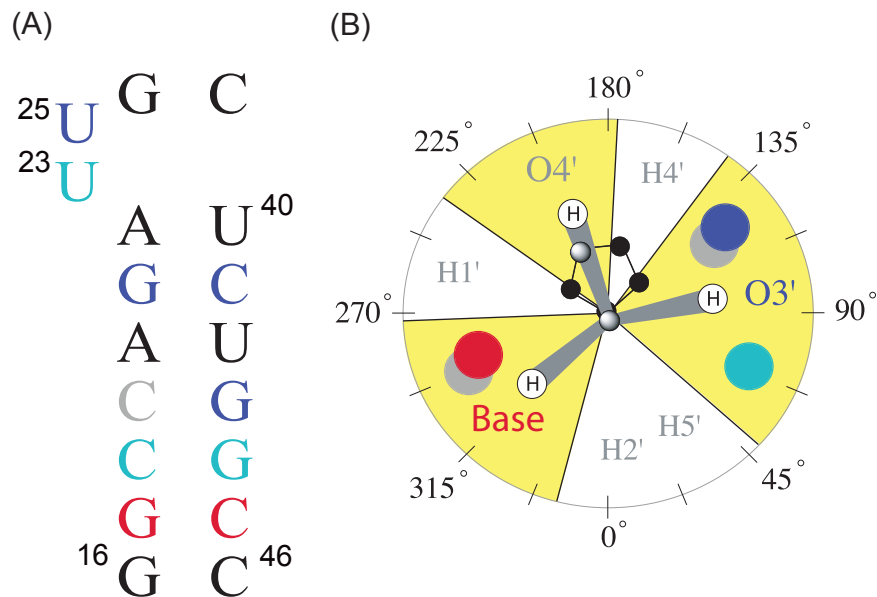 (A)
G C
25 U
23 U
A U 40
G C
A U
C G
C G
G C
16 G C 46
(B)
180°
225° 135°
O4' H4'
H
H1'
270° H O3' 90°
H
Base
H5'
H2'
315° 45°
0°